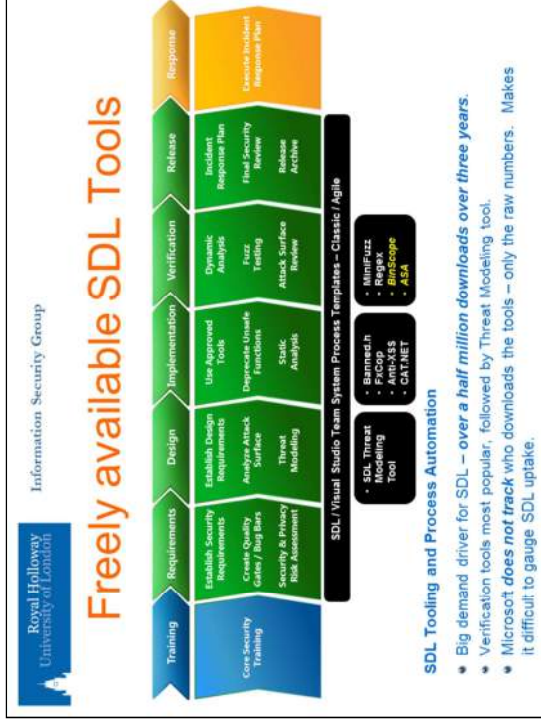 Royal Holloway
University of London
Information Security Group
Freely available SDL Tools
Training
Requirements
Design
Implementation
Verification
Release
Response
Core Security
Training
Establish Security
Requirements
Create Quality
Gates / Bug Bars
Security & Privacy
Risk Assessment
Establish Design
Requirements
Analyze Attack
Surface
Threat
Modeling
Use Approved
Tools
Deprecate Unsafe
Functions
Static
Analysis
Dynamic
Analysis
Fuzz
Testing
Attack Surface
Review
Incident
Response Plan
Final Security
Review
Release
Archive
Execute Incident
Response Plan
SDL / Visual Studio Team System Process Templates – Classic / Agile
• SDL Threat
Modeling
Tool
• Banned.h
• FxCop
• Anti-XSS
• CAT.NET
• MiniFuzz
• Regex
• BinScope
• ASA
SDL Tooling and Process Automation
Big demand driver for SDL – over a half million downloads over three years.
Verification tools most popular, followed by Threat Modeling tool.
Microsoft does not track who downloads the tools – only the raw numbers. Makes
it difficult to gauge SDL uptake.